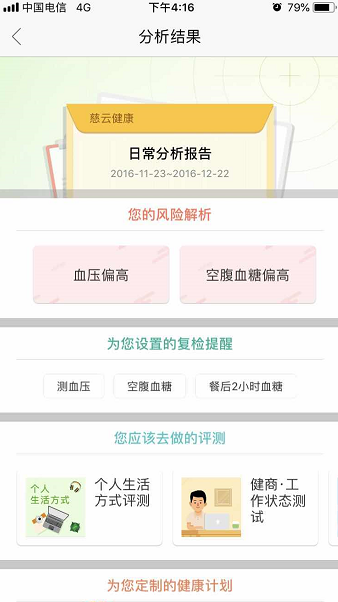 中国电信 4G 下午4:16 79%
分析结果
慈云健康
日常分析报告
2016-11-23~2016-12-22
您的风险解析
血压偏高 空腹血糖偏高
为您设置的复检提醒
测血压 空腹血糖 餐后2小时血糖
您应该去做的评测
个人
生活方式
个人生活
方式评测
健商·工
作状态测
试
为您定制的健康计划